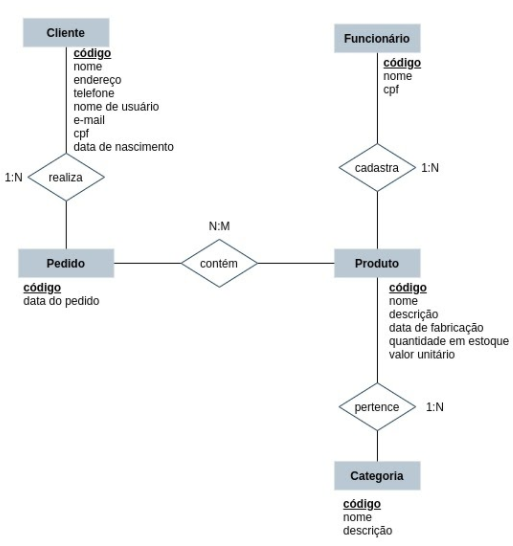 Cliente
código
nome
endereço
telefone
nome de usuário
e-mail
cpf
data de nascimento
1:N
realiza
Funcionário
código
nome
cpf
cadastra
1:N
N:M
Pedido
contém
Produto
código
data do pedido
código
nome
descrição
data de fabricação
quantidade em estoque
valor unitário
pertence
1:N
Categoria
código
nome
descrição